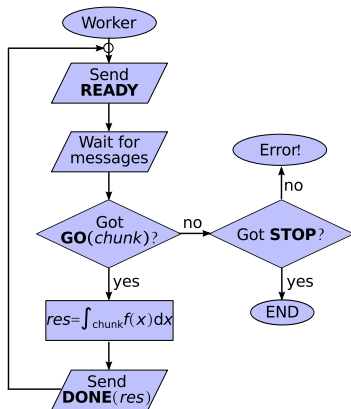 Worker
Send
READY
Wait for
messages
Error!
no
Got
GO(chunk)?
no
Got STOP?
yes
yes
res=∫chunk f(x)dx
END
Send
DONE(res)